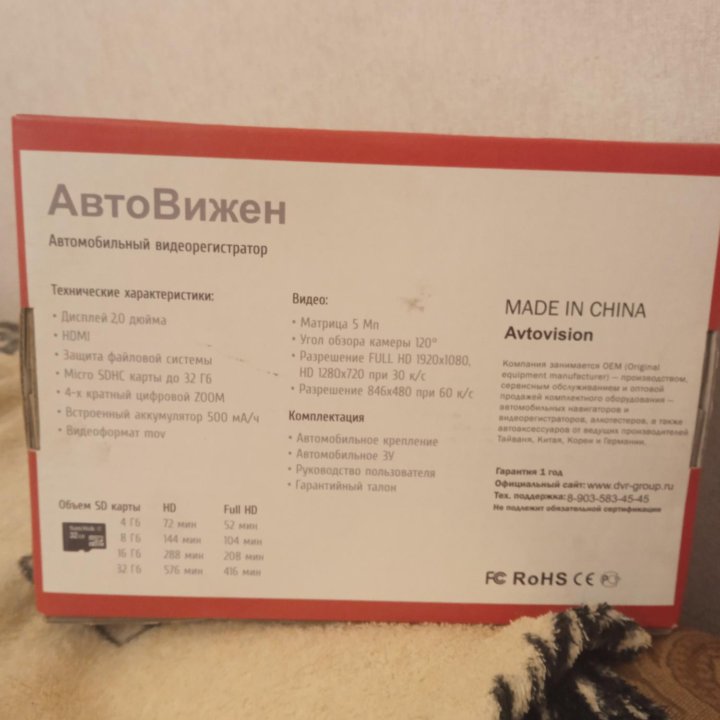 АвтоВижен
Автомобильный видеорегистратор
Технические характеристики:
• Дисплей 2,0 дюйма
• HDMI
• Защита файловой системы
• Micro SDHC карты до 32 Гб
• 4-х кратный цифровой ZOOM
• Встроенный аккумулятор 500 мА/ч
• Видеоформат mov
Объем SD карты HD Full HD
4 Гб 72 мин 52 мин
8 Гб 144 мин 104 мин
16 Гб 288 мин 208 мин
32 Гб 576 мин 416 мин
SanDisk
32 GB
Видео:
• Матрица 5 Мп
• Угол обзора камеры 120°
• Разрешение FULL HD 1920x1080,
HD 1280x720 при 30 к/с
• Разрешение 846x480 при 60 к/с
Комплектация
• Автомобильное крепление
• Автомобильное ЗУ
• Руководство пользователя
• Гарантийный талон
MADE IN CHINA
Avtovision
Компания занимается OEM (Original
equipment manufacturer) – производством,
сервисным обслуживанием и оптовой
продажей комплектного оборудования –
автомобильных навигаторов и
видеорегистраторов, алкотестеров, а также
автоаксессуаров от ведущих производителей
Тайваня, Китая, Кореи и Германии.
Гарантия 1 год
Официальный сайт: www.dvr-group.ru
Тех. поддержка: 8-903-583-45-45
Не подлежит обязательной сертификации
FC RoHS CE РСТ